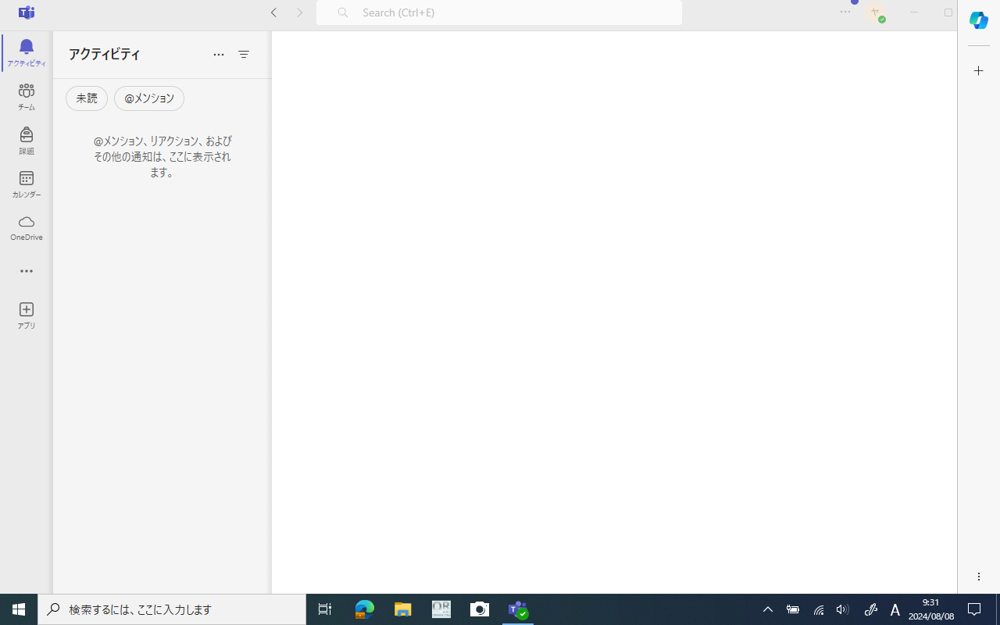 Search (Ctrl+E)
アクティビティ
チーム
課題
カレンダー
OneDrive
アプリ
アクティビティ
未読
@メンション
@メンション、リアクション、および
その他の通知は、ここに表示され
ます。
検索するには、ここに入力します
A
9:31
2024/08/08